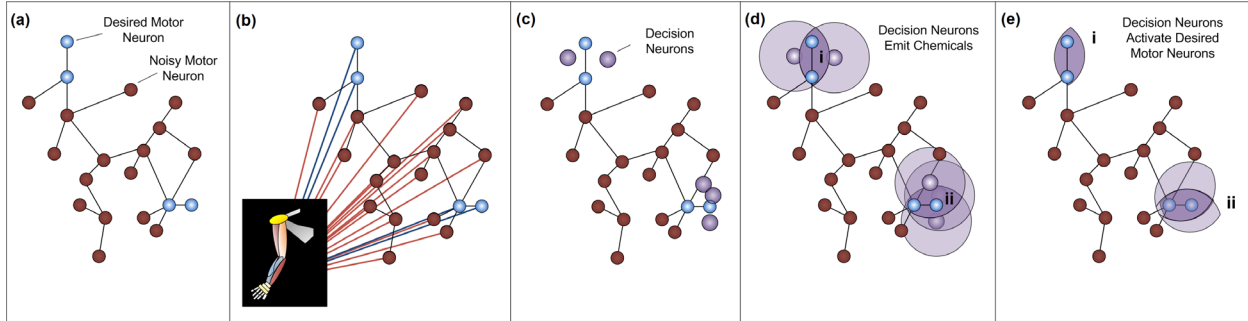 (a)
Desired Motor
Neuron
Noisy Motor
Neuron
(b)
(c)
Decision
Neurons
(d)
Decision Neurons
Emit Chemicals
i
ii
(e)
Decision Neurons
Activate Desired
Motor Neurons
i
ii